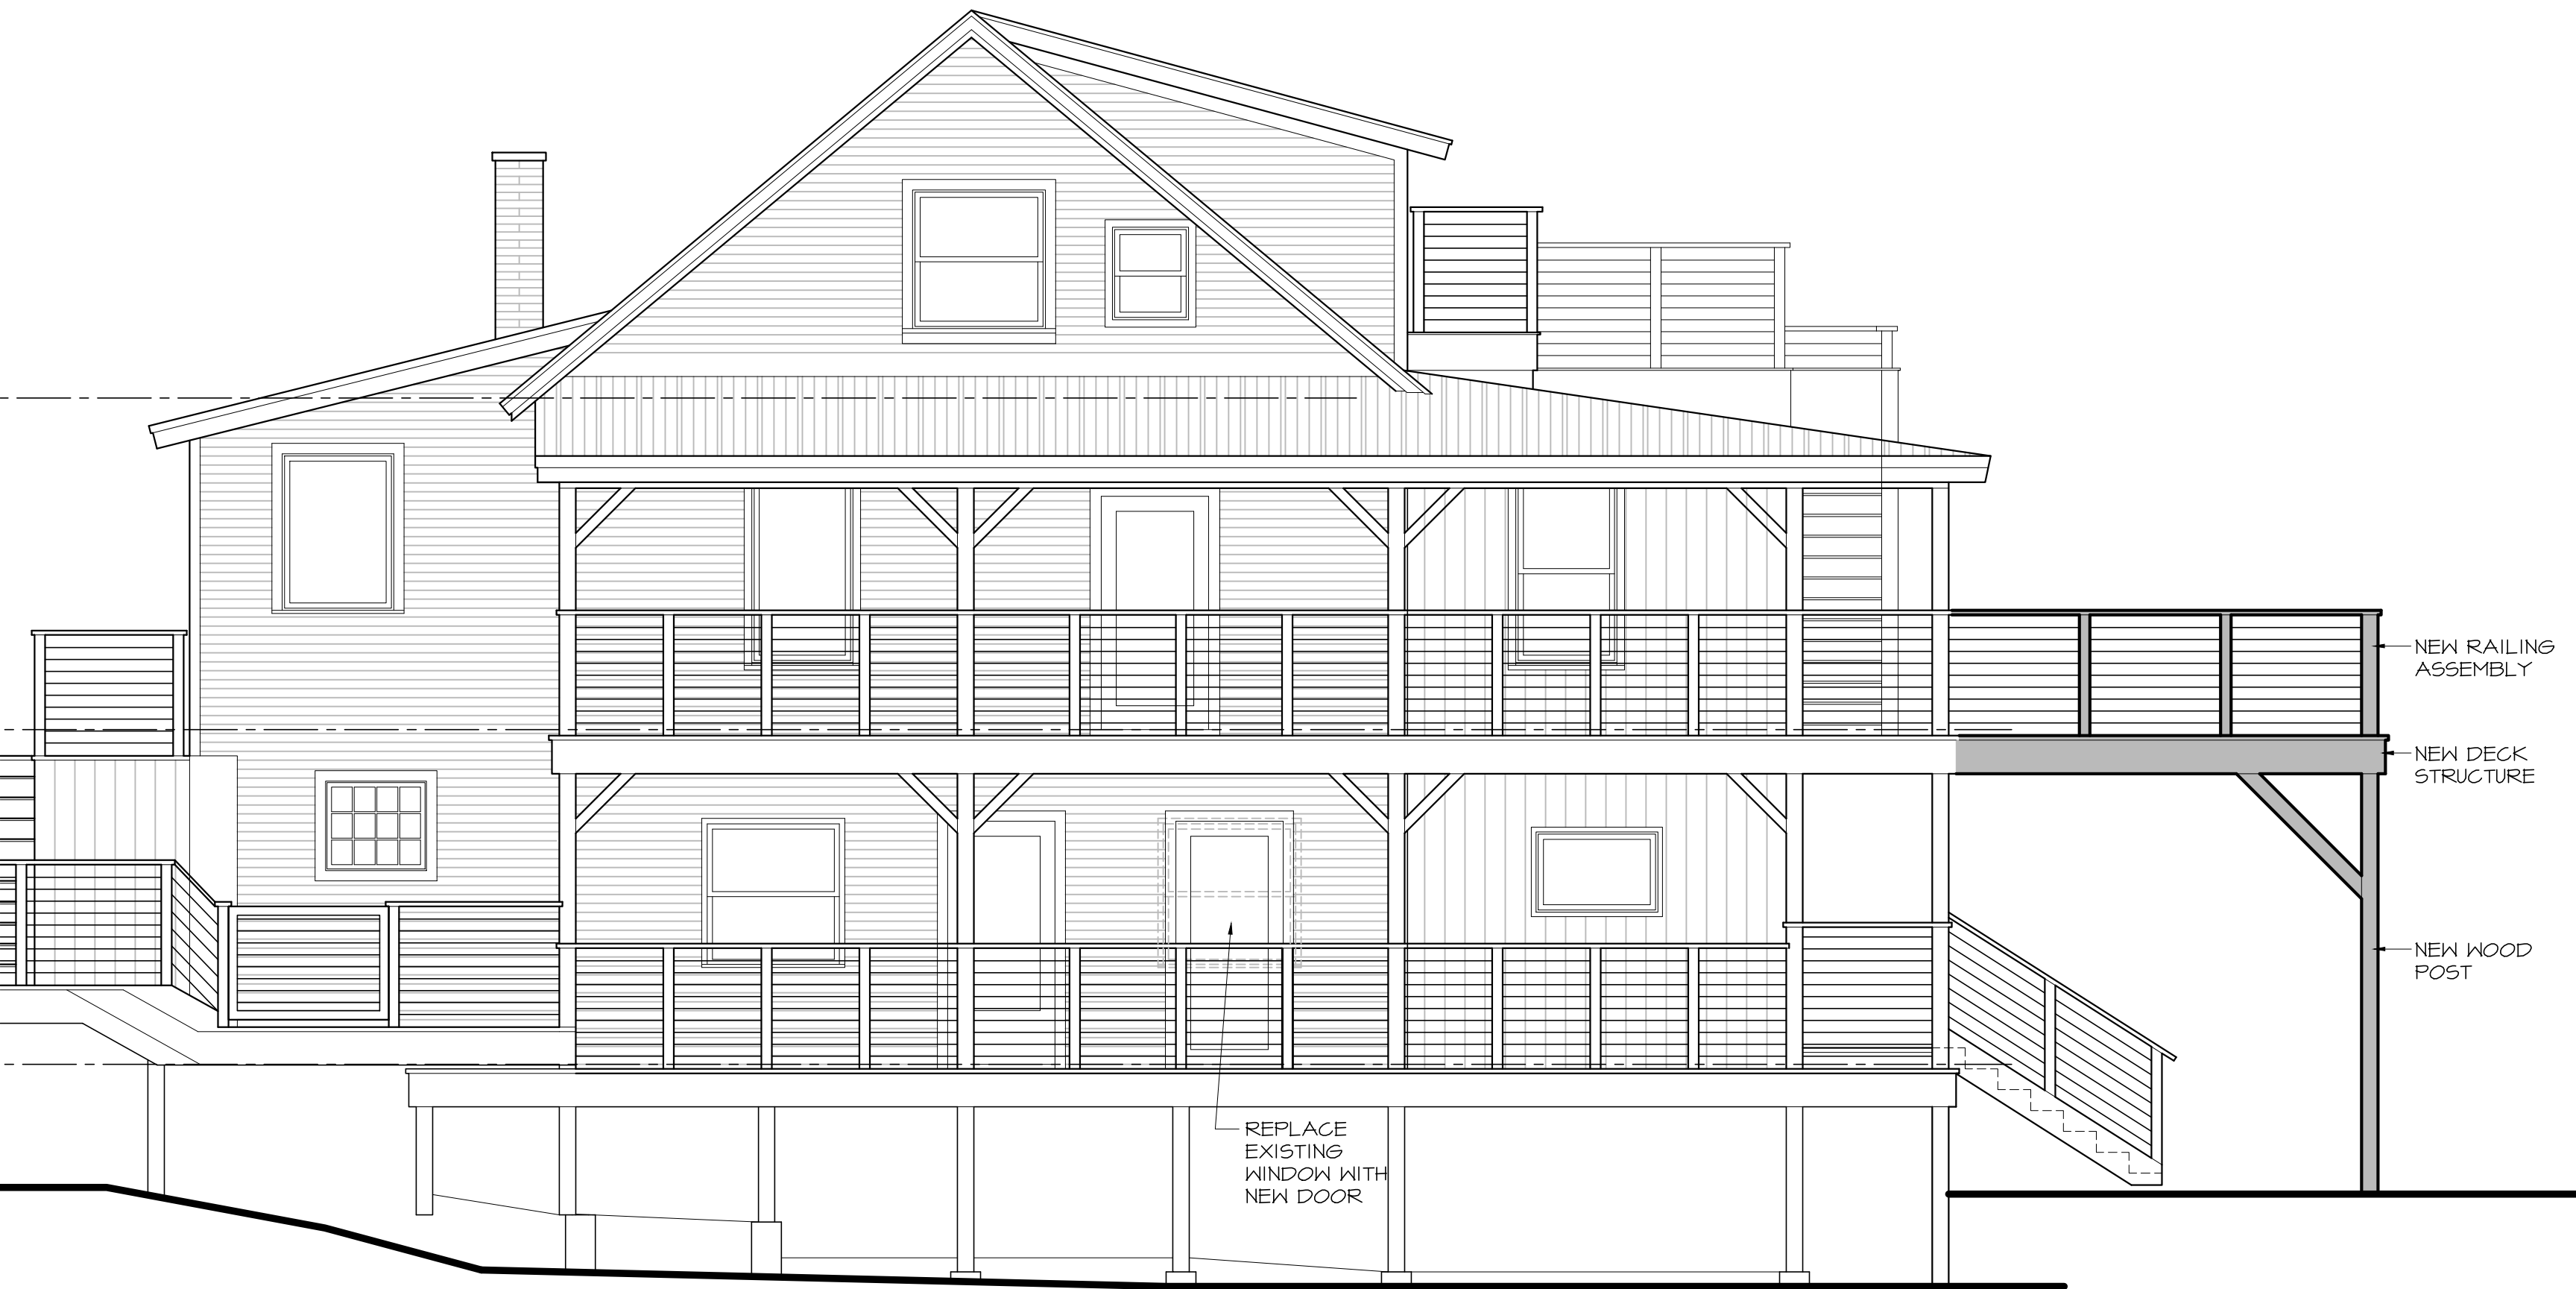 NEW RAILING
ASSEMBLY
NEW DECK
STRUCTURE
NEW WOOD
POST
REPLACE
EXISTING
WINDOW WITH
NEW DOOR